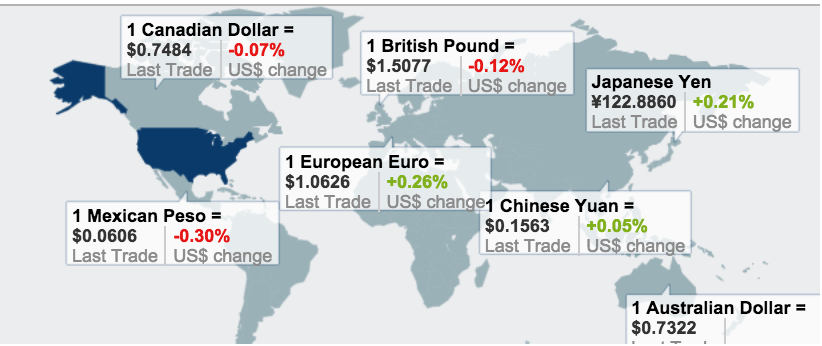 1 Canadian Dollar =
$0.7484 -0.07%
Last Trade US$ change
1 British Pound =
$1.5077 -0.12%
Last Trade US$ change
Japanese Yen
¥122.8860 +0.21%
Last Trade US$ change
1 European Euro =
$1.0626 +0.26%
Last Trade US$ change
1 Chinese Yuan =
$0.1563 +0.05%
Last Trade US$ change
1 Mexican Peso =
$0.0606 -0.30%
Last Trade US$ change
1 Australian Dollar =
$0.7322